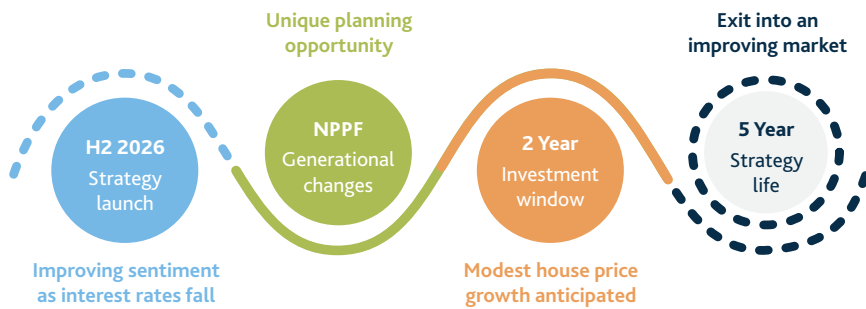 H2 2026
Strategy
launch
Improving sentiment
as interest rates fall
Unique planning
opportunity
NPPF
Generational
changes
2 Year
Investment
window
Modest house price
growth anticipated
Exit into an
improving market
5 Year
Strategy
life